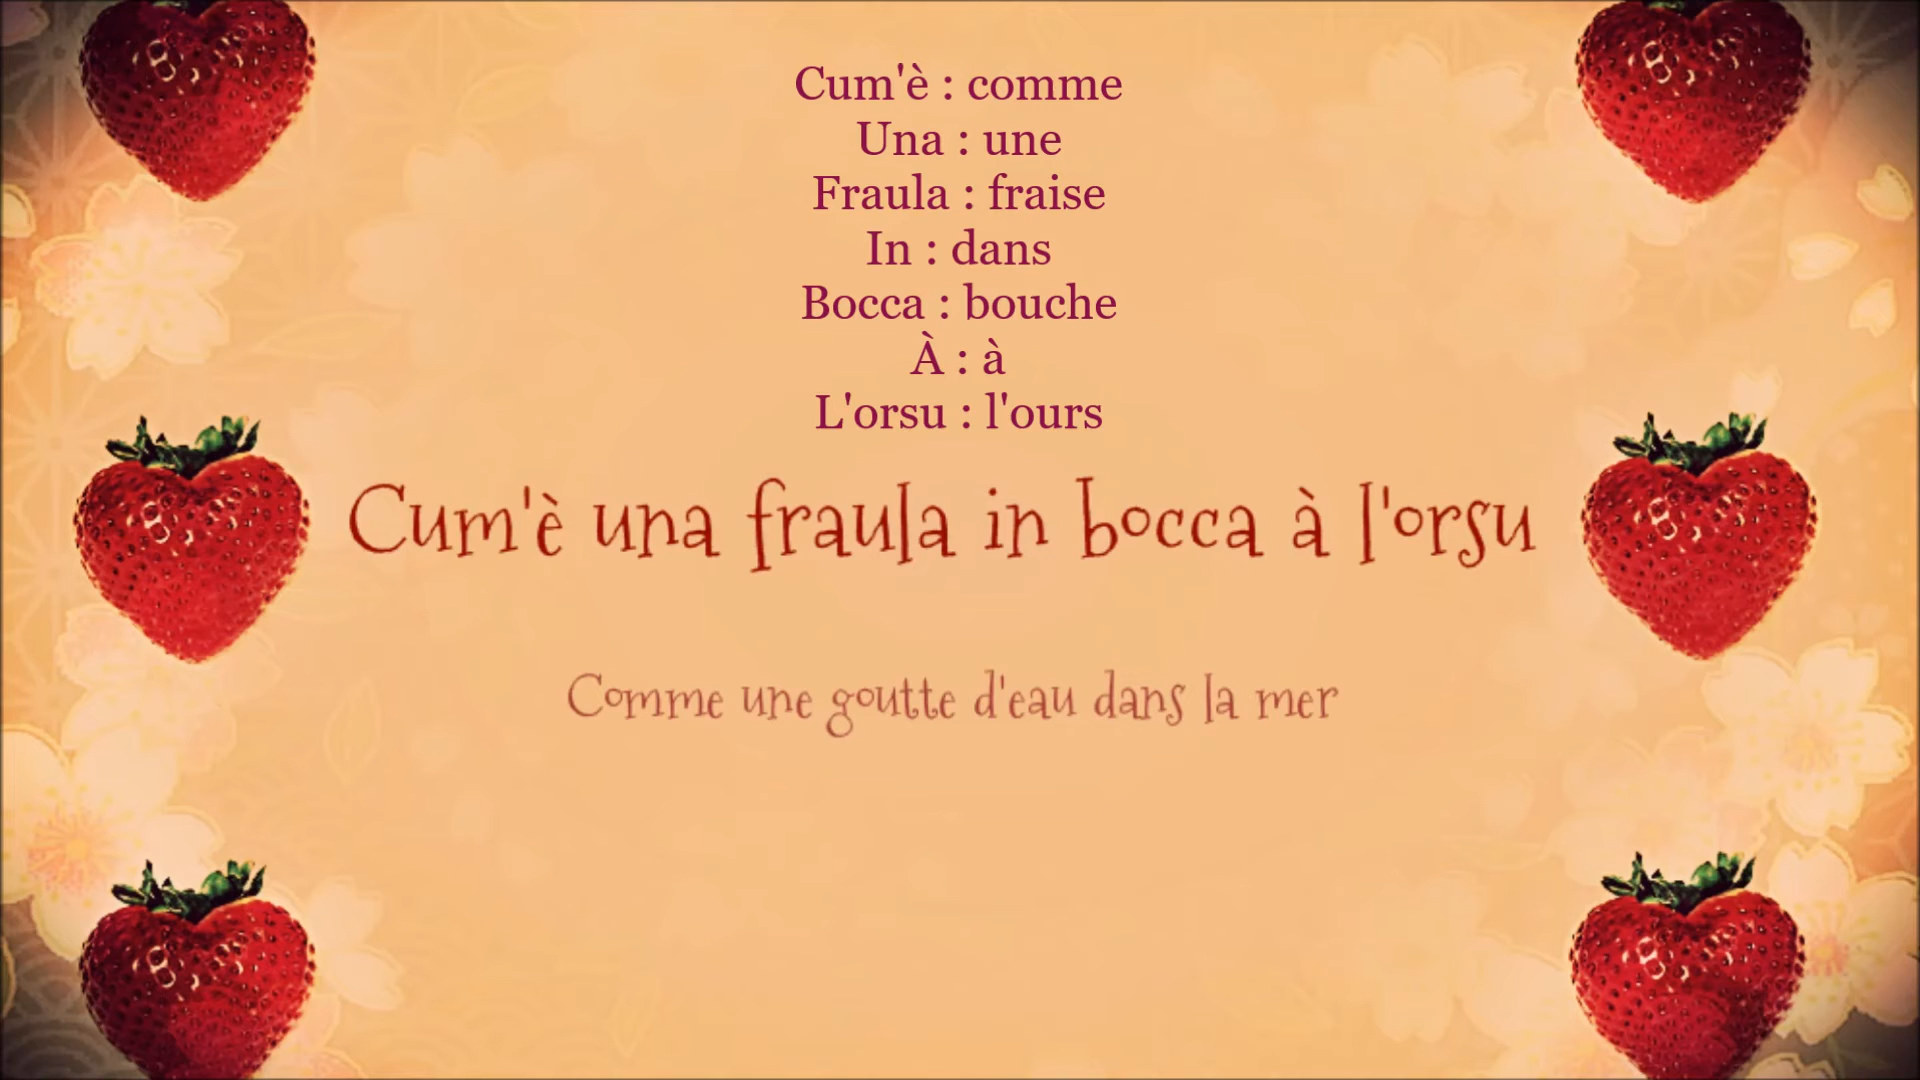 Cum'è : comme
Una : une
Fraula : fraise
In : dans
Bocca : bouche
À : à
L'orsu : l'ours
Cum'è una fraula in bocca à l'orsu
Comme une goutte d'eau dans la mer